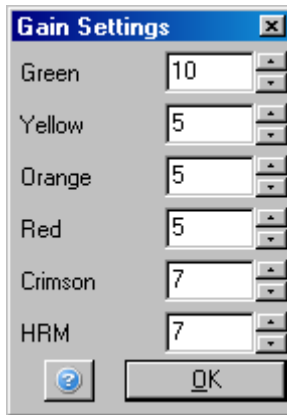 Gain Settings
Green 10
Yellow 5
Orange 5
Red 5
Crimson 7
HRM 7
? OK